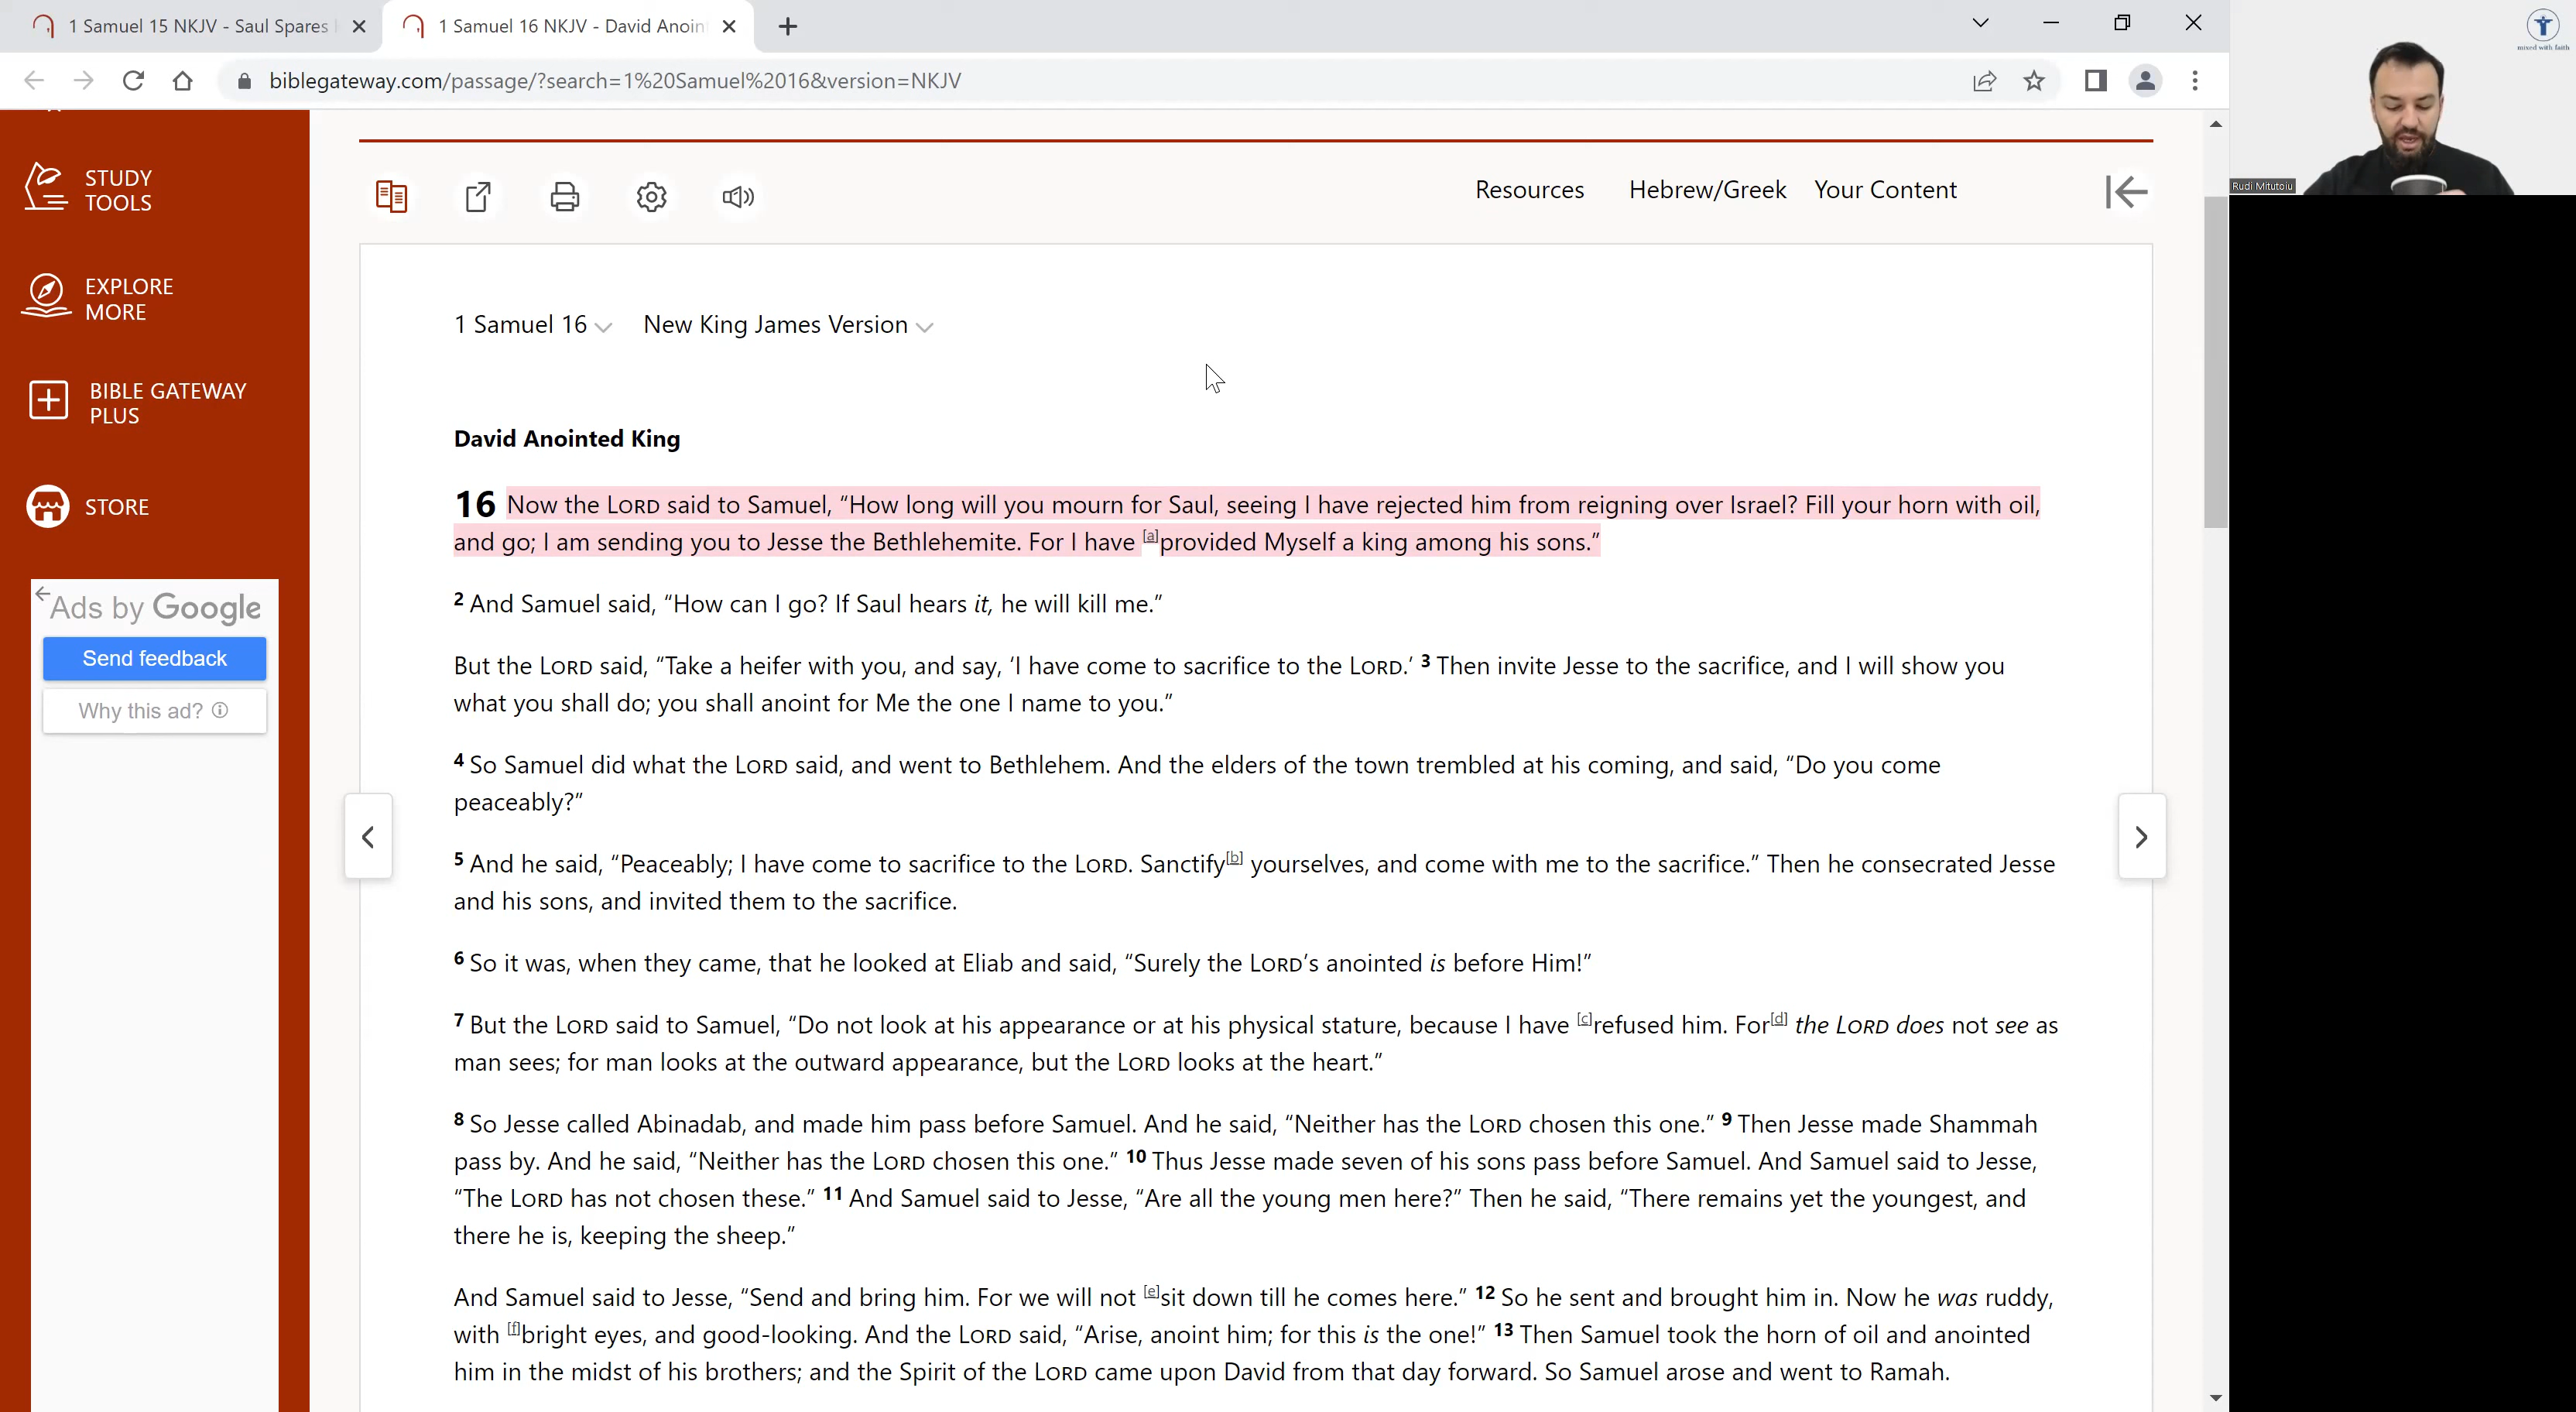 1 Samuel 15 NKJV - Saul Spares
1 Samuel 16 NKJV - David Anoin
biblegateway.com/passage/?search=1%20Samuel%2016&version=NKJV
mixed with faith
Rudi Mitutoiu
STUDY
TOOLS
EXPLORE
MORE
BIBLE GATEWAY
PLUS
STORE
Ads by Google
Send feedback
Why this ad?
Resources Hebrew/Greek Your Content
1 Samuel 16 New King James Version
David Anointed King
16 Now the LORD said to Samuel, “How long will you mourn for Saul, seeing I have rejected him from reigning over Israel? Fill your horn with oil,
and go; I am sending you to Jesse the Bethlehemite. For I have [a]provided Myself a king among his sons.”
2 And Samuel said, “How can I go? If Saul hears it, he will kill me.”
But the LORD said, “Take a heifer with you, and say, ‘I have come to sacrifice to the LORD.’ 3 Then invite Jesse to the sacrifice, and I will show you
what you shall do; you shall anoint for Me the one I name to you.”
4 So Samuel did what the LORD said, and went to Bethlehem. And the elders of the town trembled at his coming, and said, “Do you come
peaceably?”
5 And he said, “Peaceably; I have come to sacrifice to the LORD. Sanctify[b] yourselves, and come with me to the sacrifice.” Then he consecrated Jesse
and his sons, and invited them to the sacrifice.
6 So it was, when they came, that he looked at Eliab and said, “Surely the LORD’s anointed is before Him!”
7 But the LORD said to Samuel, “Do not look at his appearance or at his physical stature, because I have [c]refused him. For[d] the LORD does not see as
man sees; for man looks at the outward appearance, but the LORD looks at the heart.”
8 So Jesse called Abinadab, and made him pass before Samuel. And he said, “Neither has the LORD chosen this one.” 9 Then Jesse made Shammah
pass by. And he said, “Neither has the LORD chosen this one.” 10 Thus Jesse made seven of his sons pass before Samuel. And Samuel said to Jesse,
“The LORD has not chosen these.” 11 And Samuel said to Jesse, “Are all the young men here?” Then he said, “There remains yet the youngest, and
there he is, keeping the sheep.”
And Samuel said to Jesse, “Send and bring him. For we will not [e]sit down till he comes here.” 12 So he sent and brought him in. Now he was ruddy,
with [f]bright eyes, and good-looking. And the LORD said, “Arise, anoint him; for this is the one!” 13 Then Samuel took the horn of oil and anointed
him in the midst of his brothers; and the Spirit of the LORD came upon David from that day forward. So Samuel arose and went to Ramah.